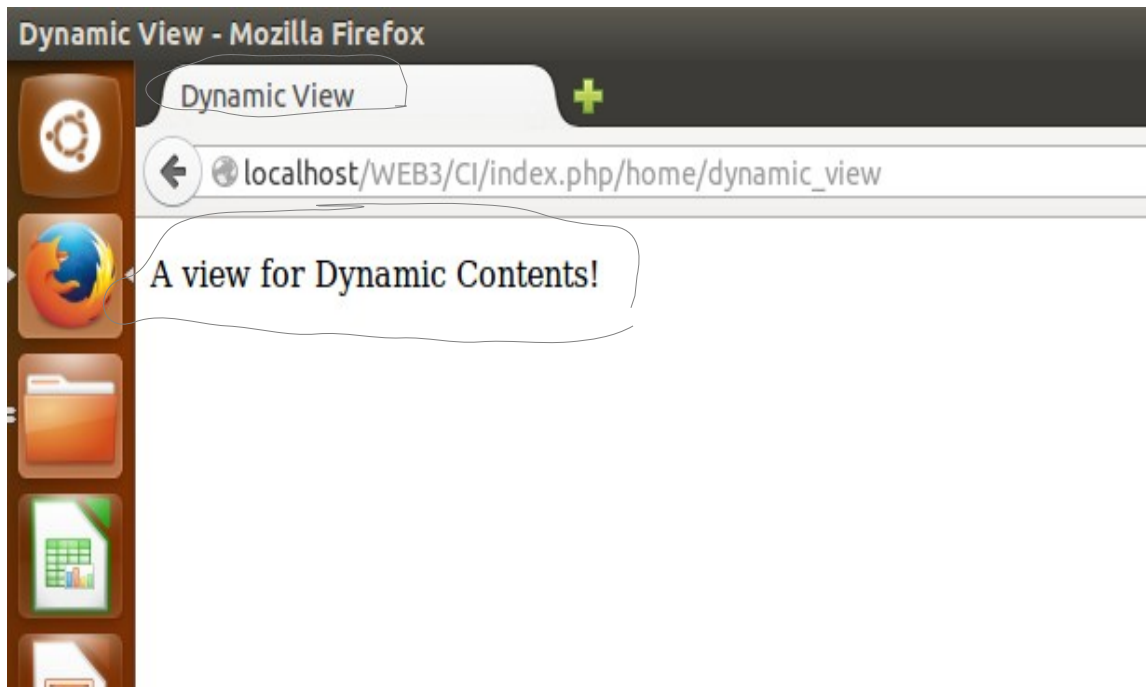 Dynamic View - Mozilla Firefox
Dynamic View
localhost/WEB3/CI/index.php/home/dynamic_view
A view for Dynamic Contents!